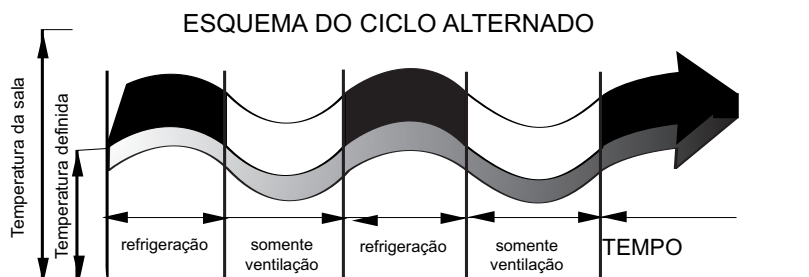 ESQUEMA DO CICLO ALTERNADO
Temperatura da sala
Temperatura definida
refrigeração
somente
ventilação
refrigeração
somente
ventilação
TEMPO